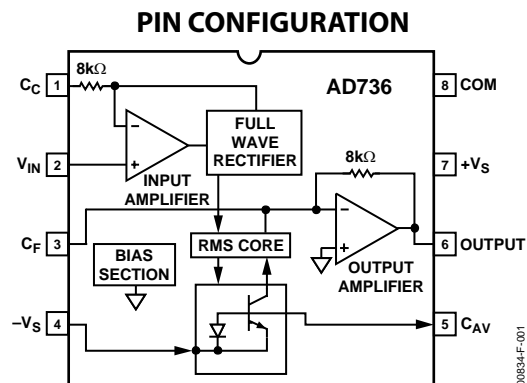 PIN CONFIGURATION
AD736
C_C 1
8kΩ
8 COM
FULL
WAVE
RECTIFIER
8kΩ
V_IN 2
−
+
INPUT
AMPLIFIER
7 +V_S
C_F 3
−
+
6 OUTPUT
RMS CORE
BIAS
SECTION
OUTPUT
AMPLIFIER
−V_S 4
5 C_AV
00834-F-001